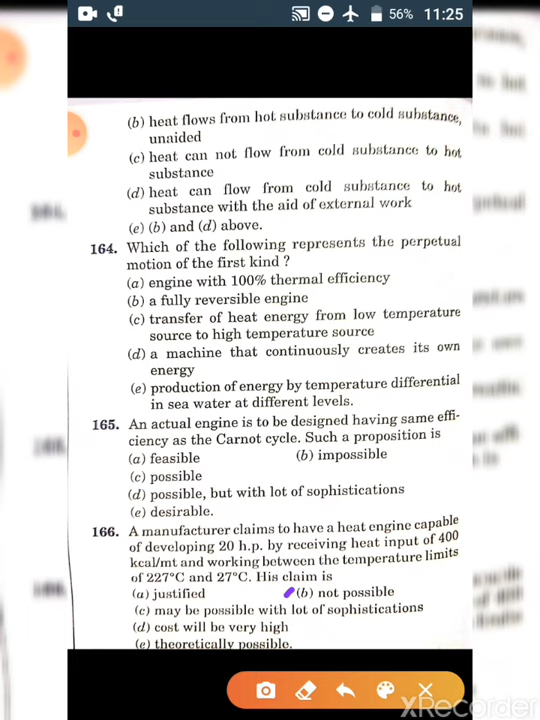 56% 11:25
(b) heat flows from hot substance to cold substance,
unaided
(c) heat can not flow from cold substance to hot
substance
(d) heat can flow from cold substance to hot
substance with the aid of external work
(e) (b) and (d) above.
164. Which of the following represents the perpetual
motion of the first kind ?
(a) engine with 100% thermal efficiency
(b) a fully reversible engine
(c) transfer of heat energy from low temperature
source to high temperature source
(d) a machine that continuously creates its own
energy
(e) production of energy by temperature differential
in sea water at different levels.
165. An actual engine is to be designed having same effi-
ciency as the Carnot cycle. Such a proposition is
(a) feasible (b) impossible
(c) possible
(d) possible, but with lot of sophistications
(e) desirable.
166. A manufacturer claims to have a heat engine capable
of developing 20 h.p. by receiving heat input of 400
kcal/mt and working between the temperature limits
of 227°C and 27°C. His claim is
(a) justified (b) not possible
(c) may be possible with lot of sophistications
(d) cost will be very high
(e) theoretically possible.
XRecorder